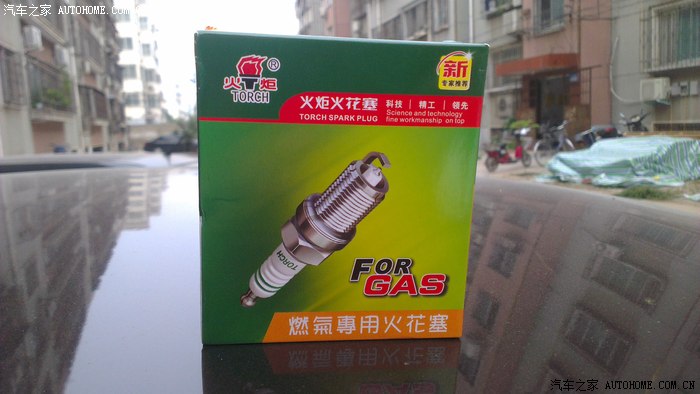 汽车之家 AUTOHOME.COM.CN
火炬®
TORCH
新
专家推荐
火炬火花塞
TORCH SPARK PLUG
科技 | 精工 | 领先
Science and technology
fine workmanship on top
TORCH
FOR
GAS
燃氣專用火花塞
汽车之家 AUTOHOME.COM.CN